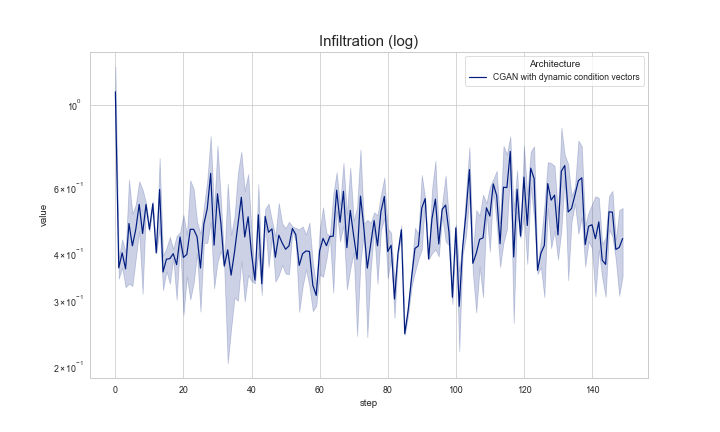 Infiltration (log)
Architecture
CGAN with dynamic condition vectors
10⁰
6 × 10⁻¹
4 × 10⁻¹
3 × 10⁻¹
2 × 10⁻¹
value
0 20 40 60 80 100 120 140
step